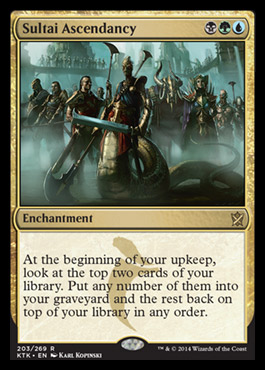 Sultai Ascendancy
Enchantment
At the beginning of your upkeep,
look at the top two cards of your
library. Put any number of them into
your graveyard and the rest back on
top of your library in any order.
203/269 R
KTK • EN Karl Kopinski
™ & © 2014 Wizards of the Coast